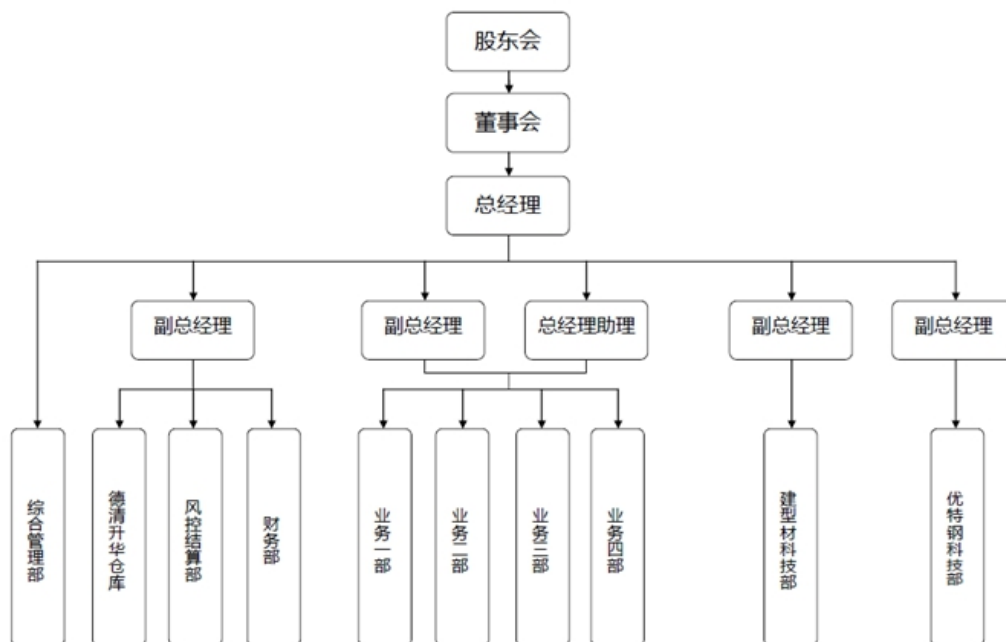 股东会
董事会
总经理
副总经理
副总经理
总经理助理
副总经理
副总经理
综合管理部
德清升华仓库
风控结算部
财务部
业务一部
业务二部
业务三部
业务四部
建型材科技部
优特钢科技部